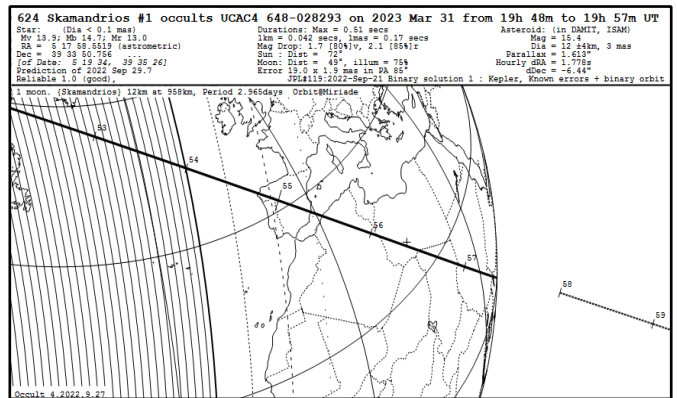 624 Skamandrios #1 occults UCAC4 648-028293 on 2023 Mar 31 from 19h 48m to 19h 57m UT
Star: (Dia < 0.1 mas) Durations: Max = 0.51 secs Asteroid: (in DAMIT, ISAM)
Mv 13.9; Mb 14.7; Mr 13.0 1km = 0.042 secs, 1mas = 0.17 secs Mag = 15.4
RA = 5 17 58.5519 (astrometric) Mag Drop: 1.7 [80%]v, 2.1 [85%]r Dia = 12 ±4km, 3 mas
Dec = 39 33 50.756 ... Sun : Dist = 72° Parallax = 1.613"
[of Date: 5 19 34, 39 35 26] Moon: Dist = 49°, illum = 75% Hourly dRA = 1.778s
Prediction of 2022 Sep 29.7 Error 19.0 x 1.9 mas in PA 85° dDec = -6.44"
Reliable 1.0 (good), JPL#119:2022-Sep-21 Binary solution 1 : Kepler, Known errors + binary orbit
1 moon. {Skamandrios} 12km at 958km, Period 2.965days Orbit@Miriade
53
54
55
56
57
58
59
Occult 4.2022.9.27